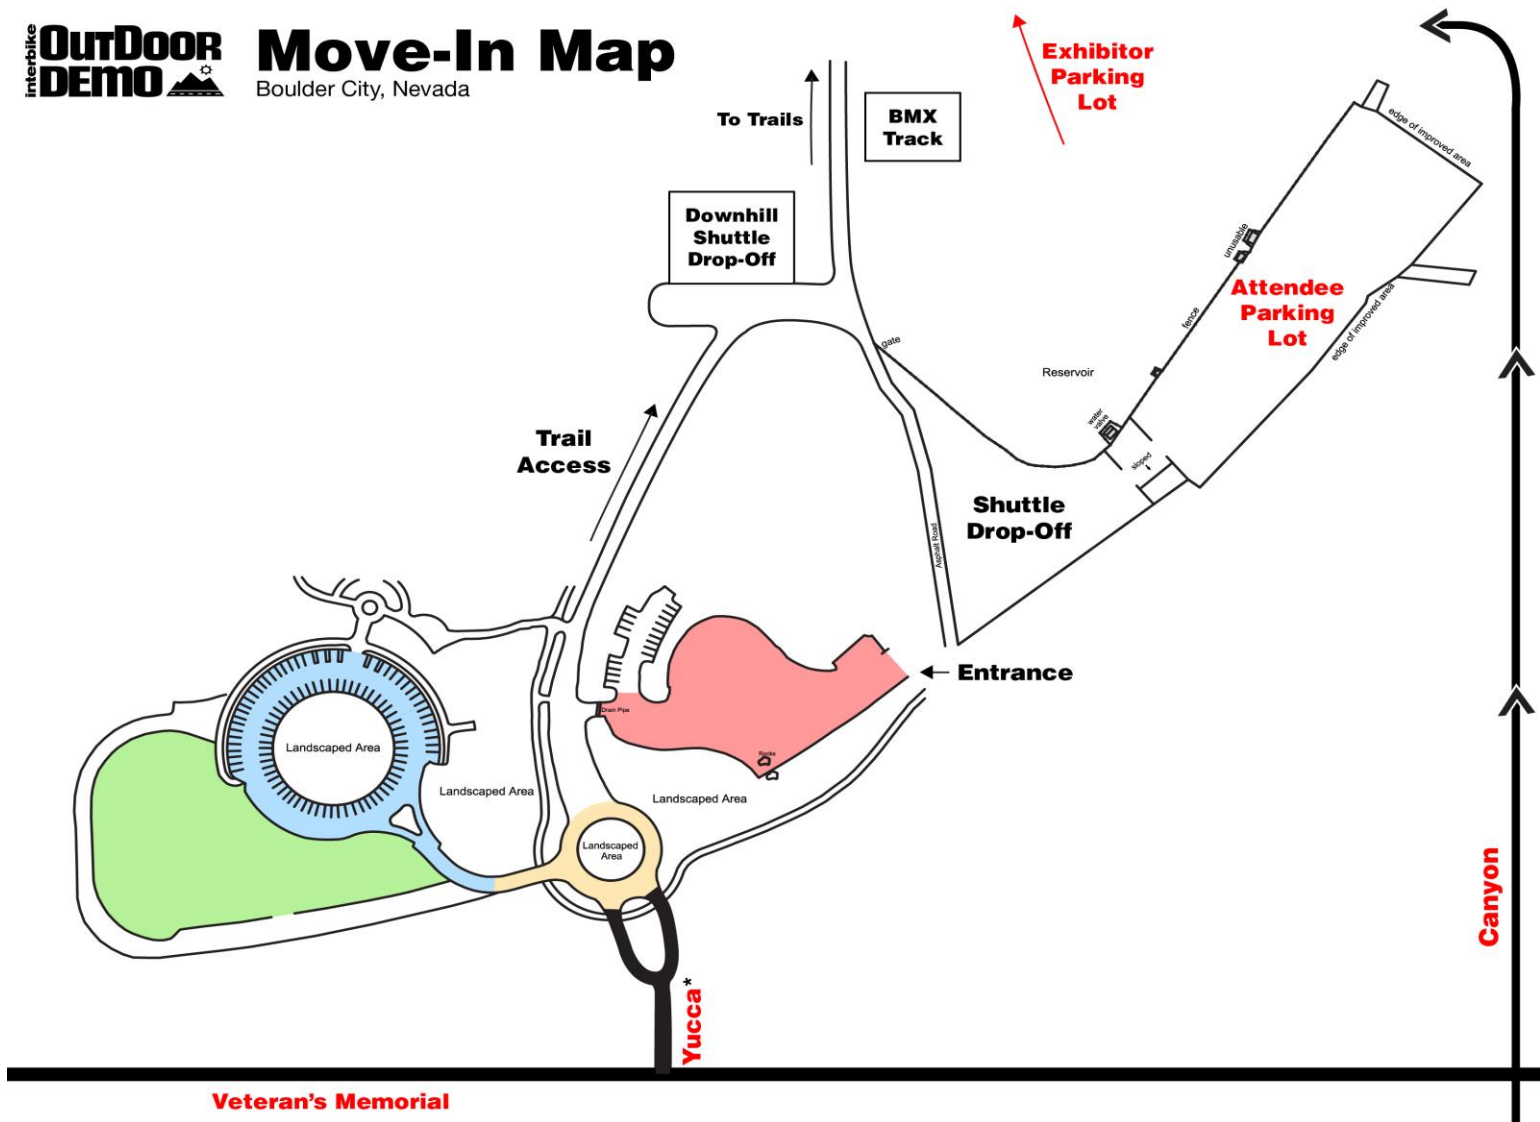 interbike
OUTDOOR
DEMO
Move-In Map
Boulder City, Nevada
Exhibitor
Parking
Lot
To Trails
BMX
Track
edge of improved area
Downhill
Shuttle
Drop-Off
unusable
Attendee
Parking
Lot
fence
edge of improved area
gate
Reservoir
water
valve
Trail
Access
sloped
Shuttle
Drop-Off
Asphalt Road
Entrance
Drain Pipe
Landscaped Area
Rocks
Landscaped Area
Landscaped Area
Landscaped
Area
Canyon
Yucca*
Veteran's Memorial